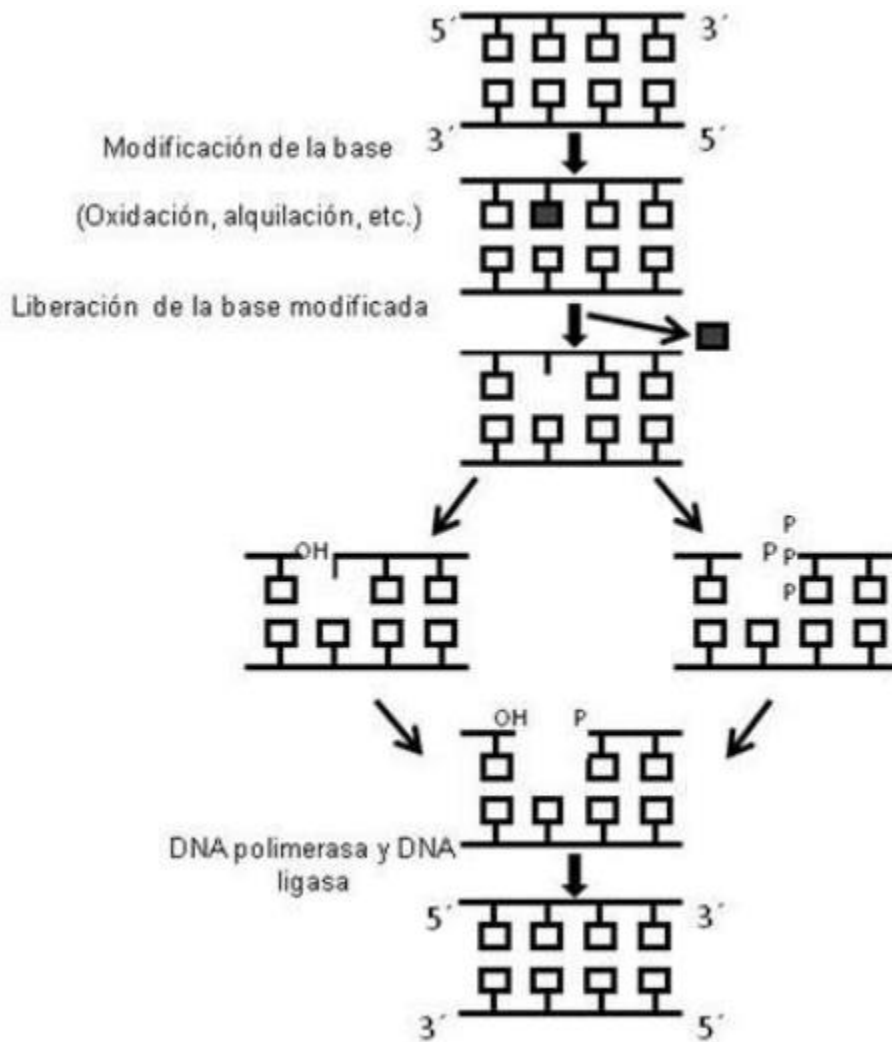 5´ 3´
3´ 5´
Modificación de la base
(Oxidación, alquilación, etc.)
Liberación de la base modificada
OH
P
P P
P
OH P
DNA polimerasa y DNA
ligasa
5´ 3´
3´ 5´